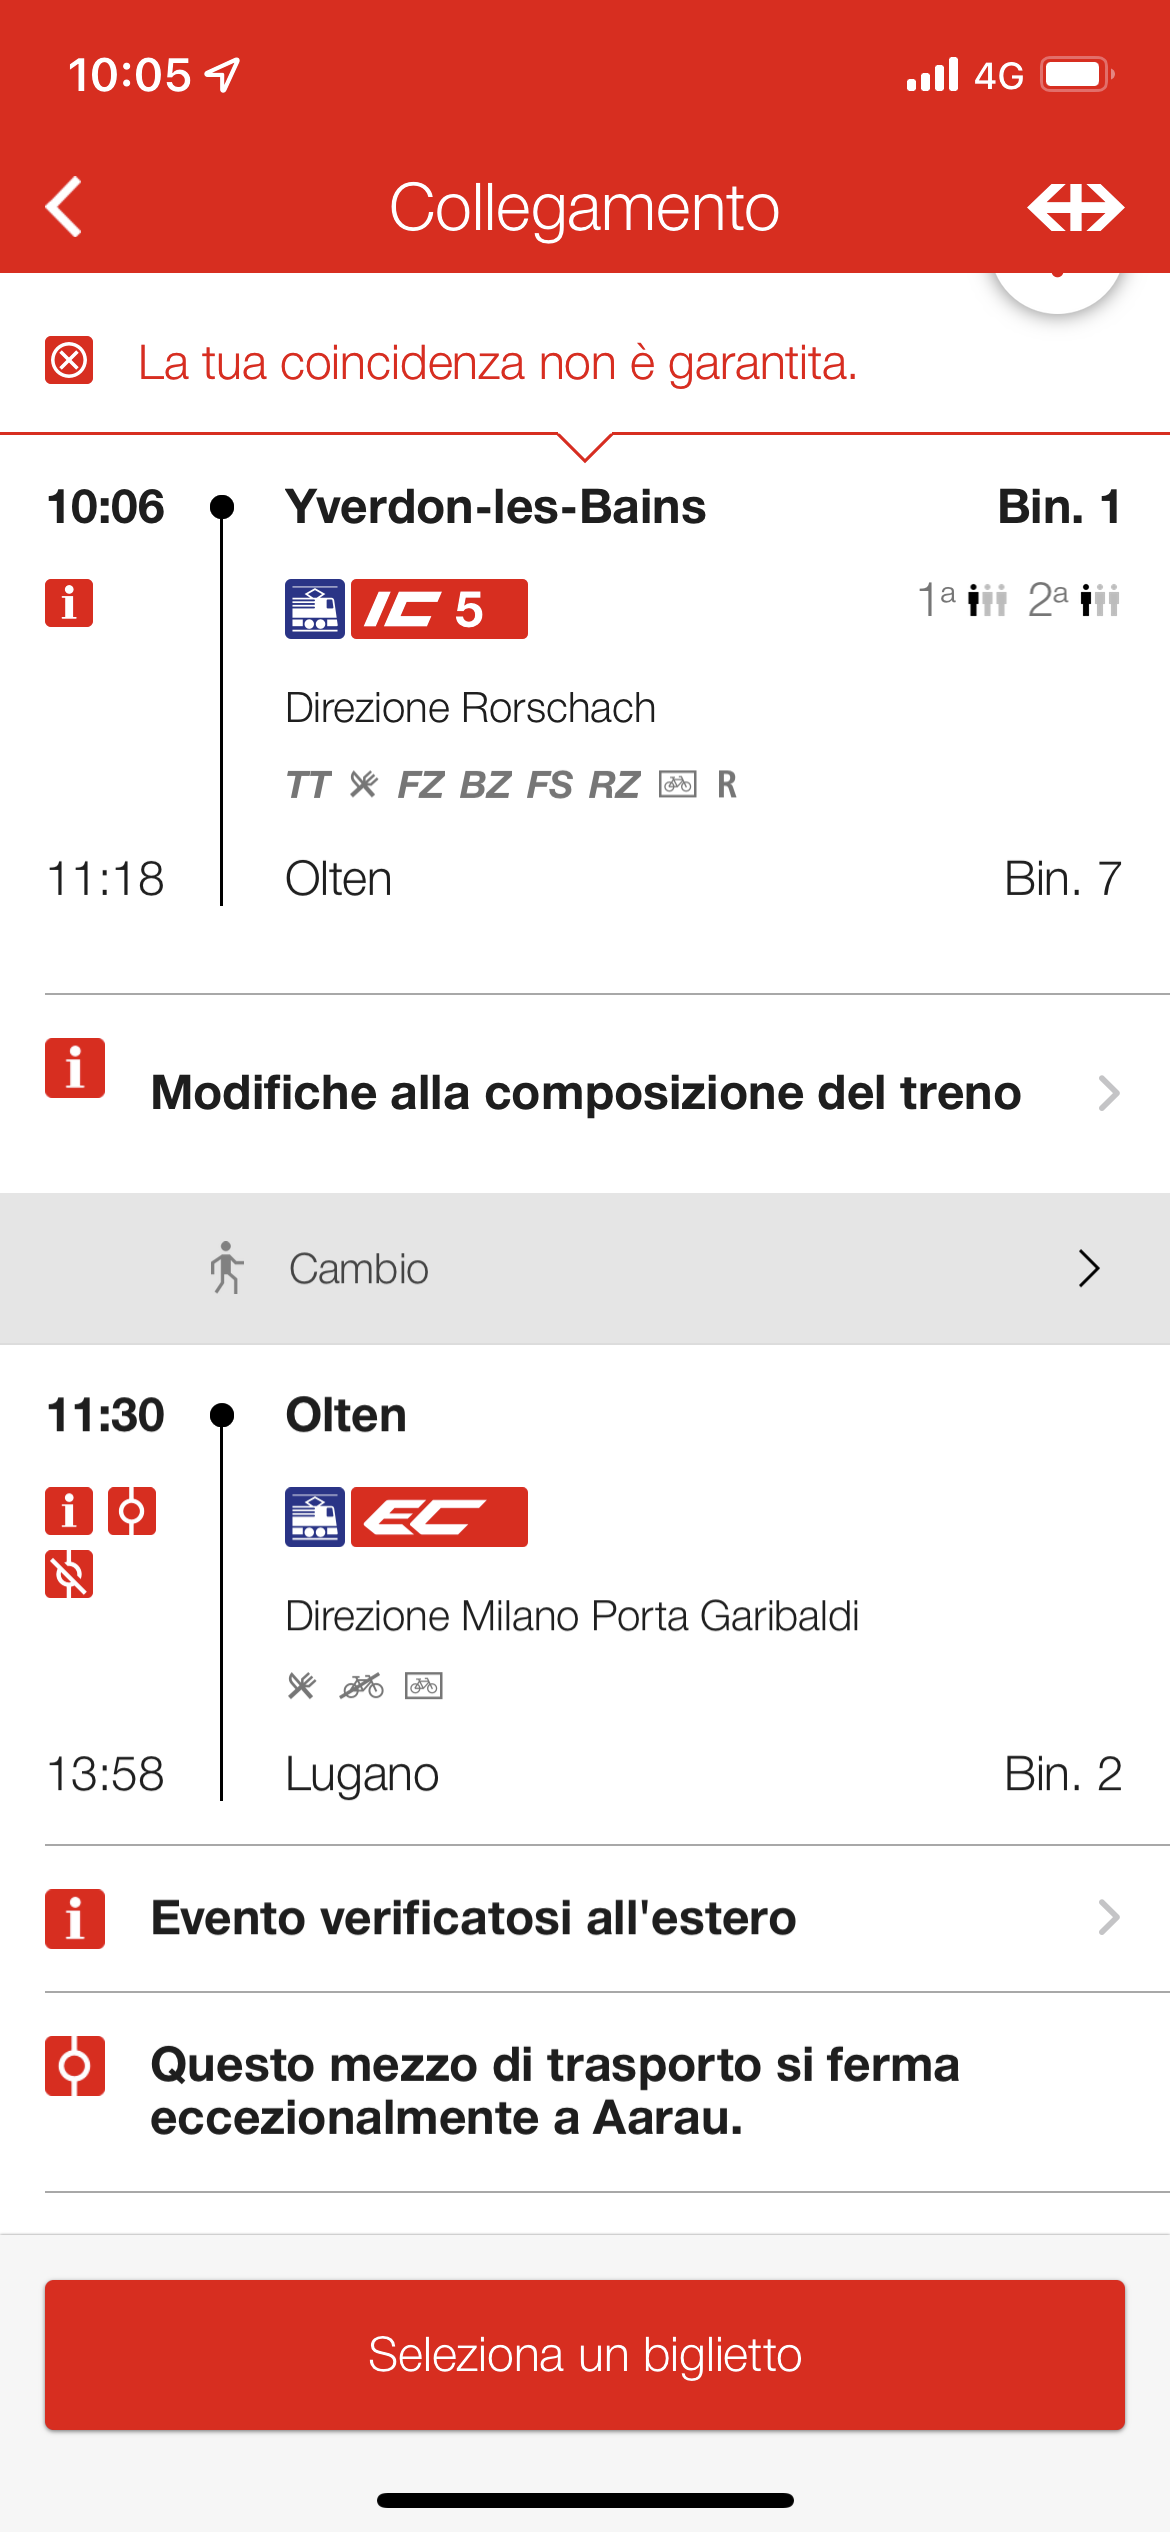 10:05 4G
Collegamento
La tua coincidenza non è garantita.
10:06 Yverdon-les-Bains Bin. 1
i IC 5 1a 2a
Direzione Rorschach
TT FZ BZ FS RZ R
11:18 Olten Bin. 7
i Modifiche alla composizione del treno
Cambio
11:30 Olten
i EC
Direzione Milano Porta Garibaldi
13:58 Lugano Bin. 2
i Evento verificatosi all'estero
Questo mezzo di trasporto si ferma
eccezionalmente a Aarau.
Seleziona un biglietto